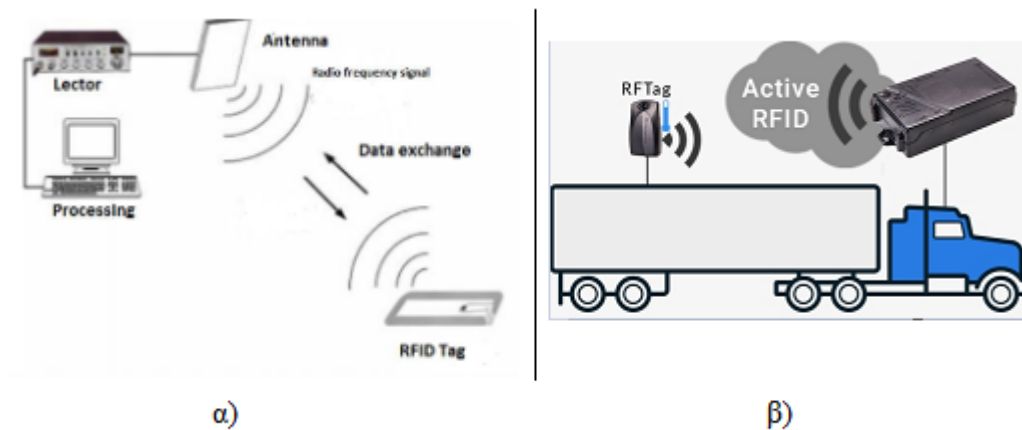 Antenna
Radio frequency signal
Lector
Data exchange
Processing
RFID Tag
RFTag
Active
RFID
α)
β)